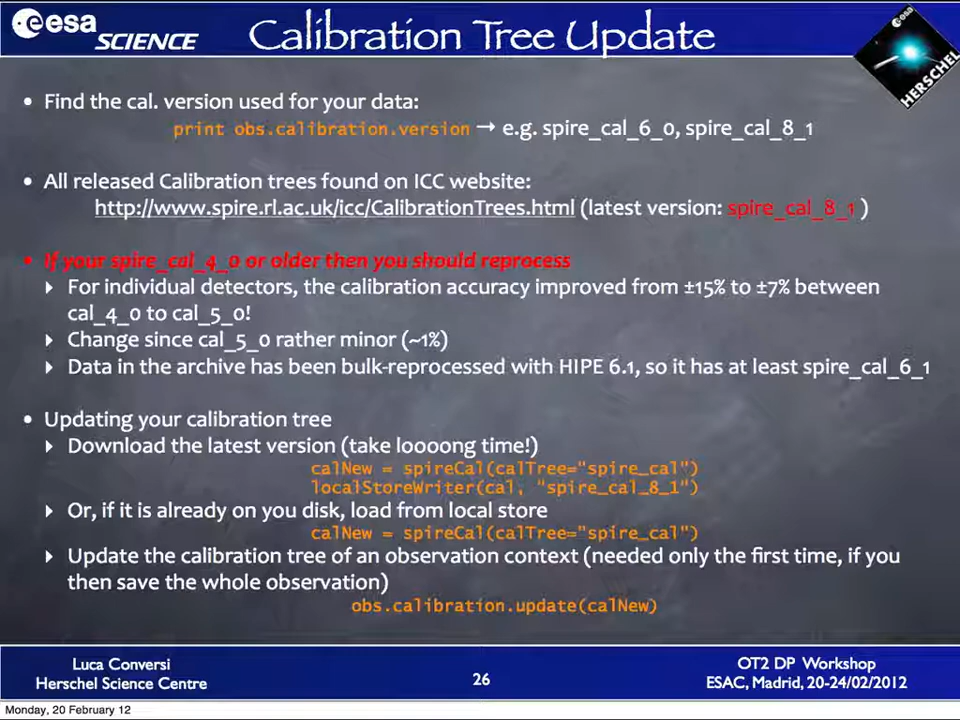 esa
SCIENCE
Calibration Tree Update
HERSCHEL
• Find the cal. version used for your data:
print obs.calibration.version → e.g. spire_cal_6_0, spire_cal_8_1
• All released Calibration trees found on ICC website:
http://www.spire.rl.ac.uk/icc/CalibrationTrees.html (latest version: spire_cal_8_1 )
• If your spire_cal_4_0 or older then you should reprocess
‣ For individual detectors, the calibration accuracy improved from ±15% to ±7% between
cal_4_0 to cal_5_0!
‣ Change since cal_5_0 rather minor (~1%)
‣ Data in the archive has been bulk-reprocessed with HIPE 6.1, so it has at least spire_cal_6_1
• Updating your calibration tree
‣ Download the latest version (take loooong time!)
calNew = spireCal(calTree="spire_cal")
localStoreWriter(cal, "spire_cal_8_1")
‣ Or, if it is already on you disk, load from local store
calNew = spireCal(calTree="spire_cal")
‣ Update the calibration tree of an observation context (needed only the first time, if you
then save the whole observation)
obs.calibration.update(calNew)
Luca Conversi
Herschel Science Centre
26
OT2 DP Workshop
ESAC, Madrid, 20-24/02/2012
Monday, 20 February 12